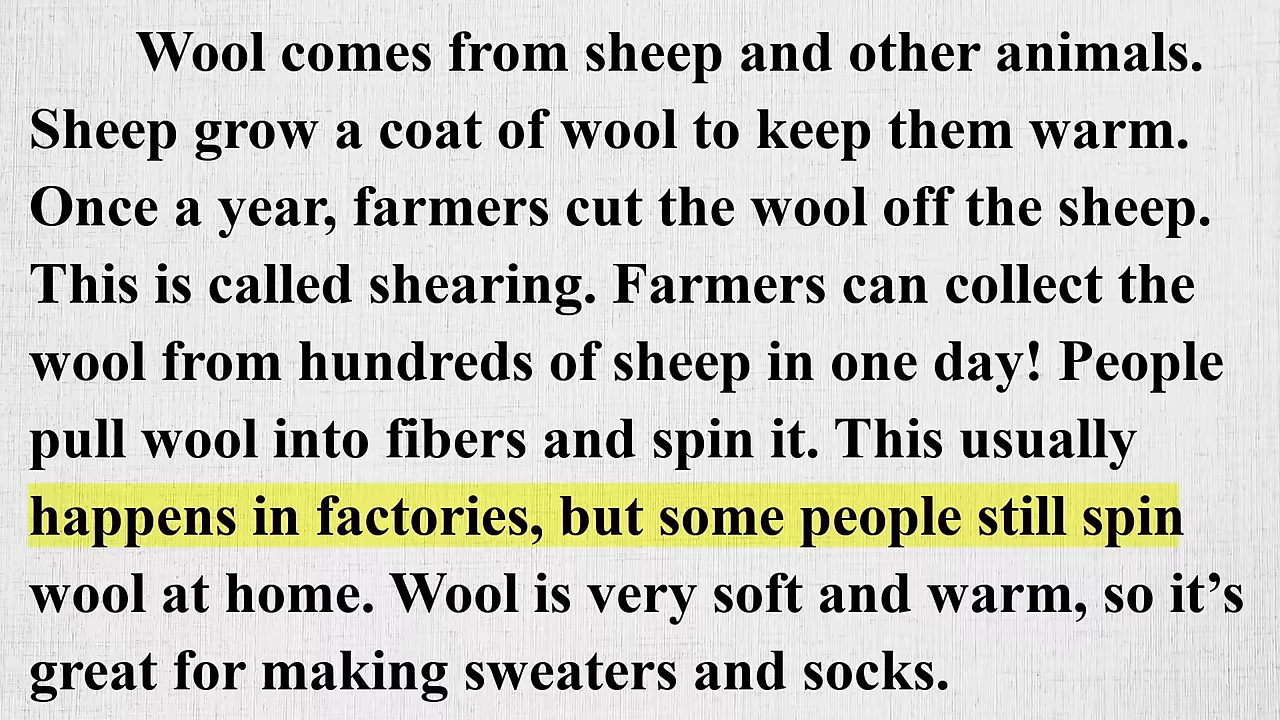 Wool comes from sheep and other animals.
Sheep grow a coat of wool to keep them warm.
Once a year, farmers cut the wool off the sheep.
This is called shearing. Farmers can collect the
wool from hundreds of sheep in one day! People
pull wool into fibers and spin it. This usually
happens in factories, but some people still spin
wool at home. Wool is very soft and warm, so it’s
great for making sweaters and socks.